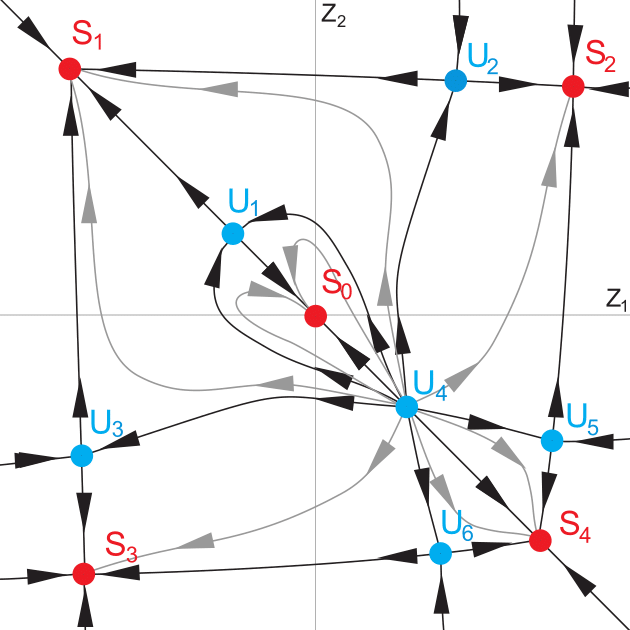 Z₂
S₁
U₂
S₂
U₁
S₀
Z₁
U₄
U₃
U₅
U₆
S₄
S₃